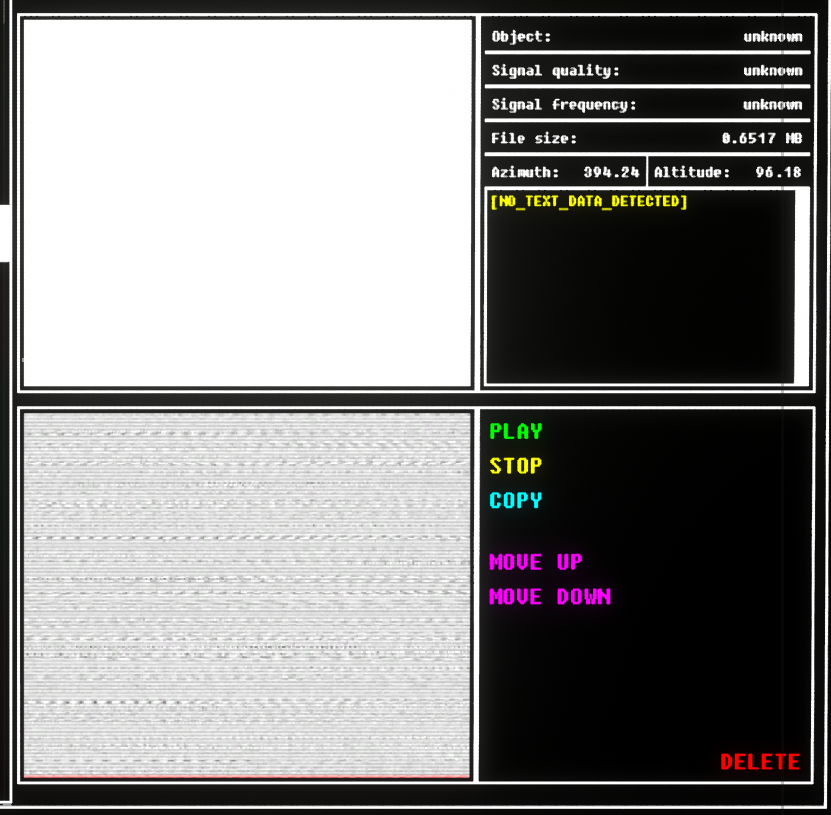 Object: unknown
Signal quality: unknown
Signal frequency: unknown
File size: 0.6517 MB
Azimuth: 394.24 Altitude: 96.18
[NO_TEXT_DATA_DETECTED]
PLAY
STOP
COPY
MOVE UP
MOVE DOWN
DELETE